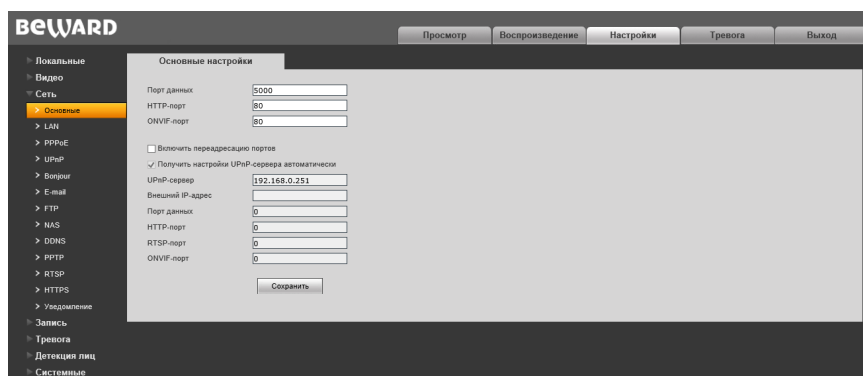 BEWARD
Просмотр Воспроизведение Настройки Тревога Выход
Локальные
Видео
Сеть
Основные
LAN
PPPoE
UPnP
Bonjour
E-mail
FTP
NAS
DDNS
PPTP
RTSP
HTTPS
Уведомление
Запись
Тревога
Детекция лиц
Системные
Основные настройки
Порт данных 5000
HTTP-порт 80
ONVIF-порт 80
Включить переадресацию портов
Получить настройки UPnP-сервера автоматически
UPnP-сервер 192.168.0.251
Внешний IP-адрес
Порт данных 0
HTTP-порт 0
RTSP-порт 0
ONVIF-порт 0
Сохранить